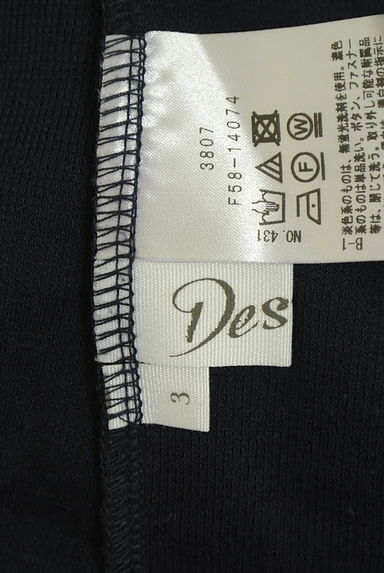 3807
F58-14074
NO. 431
淡色系のものは、無蛍光洗剤を使用。濃色
系のものは単品洗い。ボタン、ファスナー
等は、閉じて洗う。取り外し可能な附属品
Des
3